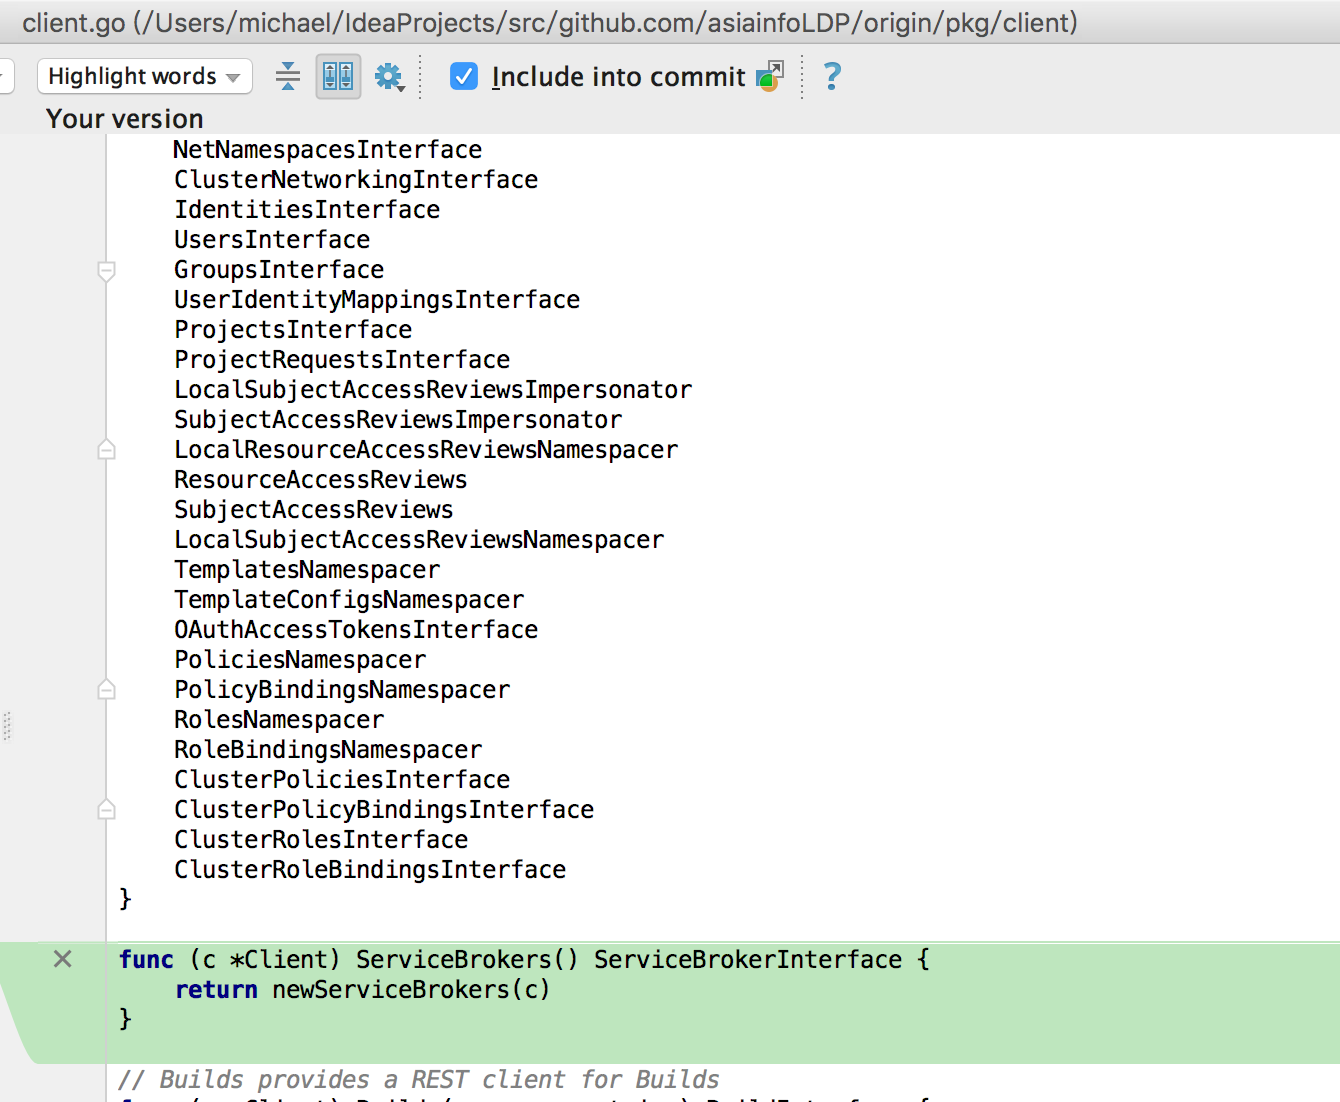 client.go (/Users/michael/IdeaProjects/src/github.com/asiainfoLDP/origin/pkg/client)
Highlight words Include into commit ?
Your version
NetNamespacesInterface
ClusterNetworkingInterface
IdentitiesInterface
UsersInterface
GroupsInterface
UserIdentityMappingsInterface
ProjectsInterface
ProjectRequestsInterface
LocalSubjectAccessReviewsImpersonator
SubjectAccessReviewsImpersonator
LocalResourceAccessReviewsNamespacer
ResourceAccessReviews
SubjectAccessReviews
LocalSubjectAccessReviewsNamespacer
TemplatesNamespacer
TemplateConfigsNamespacer
OAuthAccessTokensInterface
PoliciesNamespacer
PolicyBindingsNamespacer
RolesNamespacer
RoleBindingsNamespacer
ClusterPoliciesInterface
ClusterPolicyBindingsInterface
ClusterRolesInterface
ClusterRoleBindingsInterface
}
func (c *Client) ServiceBrokers() ServiceBrokerInterface {
return newServiceBrokers(c)
}
// Builds provides a REST client for Builds